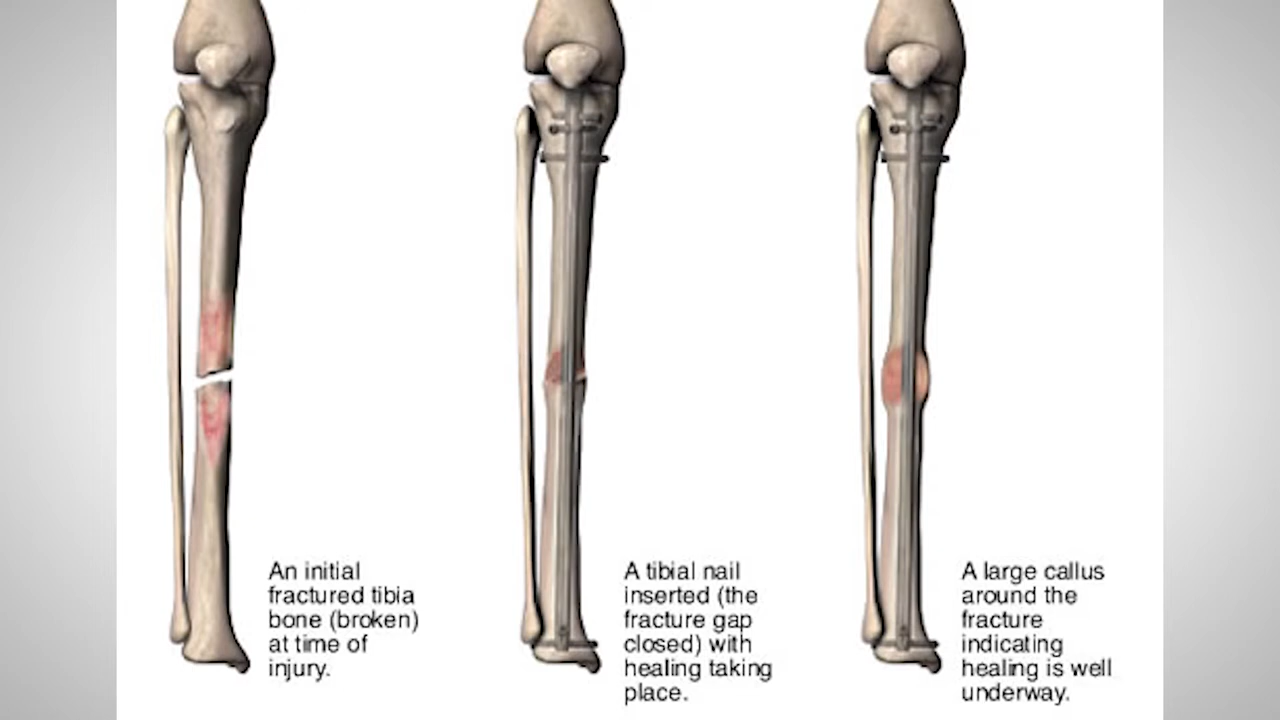 An initial
fractured tibia
bone (broken)
at time of
injury.
A tibial nail
inserted (the
fracture gap
closed) with
healing taking
place.
A large callus
around the
fracture
indicating
healing is well
underway.